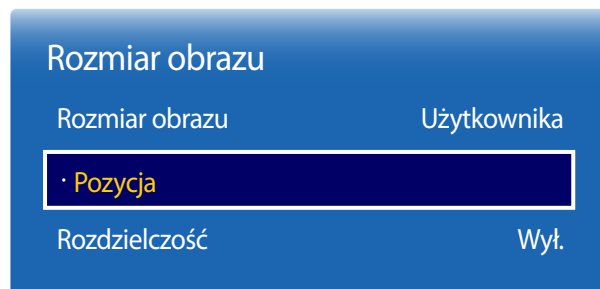 Rozmiar obrazu
Rozmiar obrazu Użytkownika
· Pozycja
Rozdzielczość Wył.